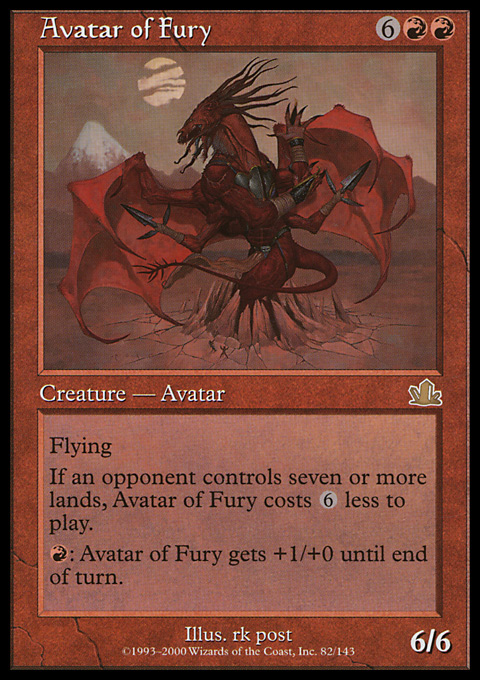 Avatar of Fury 6
Creature — Avatar
Flying
If an opponent controls seven or more
lands, Avatar of Fury costs 6 less to
play.
: Avatar of Fury gets +1/+0 until end
of turn.
Illus. rk post
©1993–2000 Wizards of the Coast, Inc. 82/143
6/6